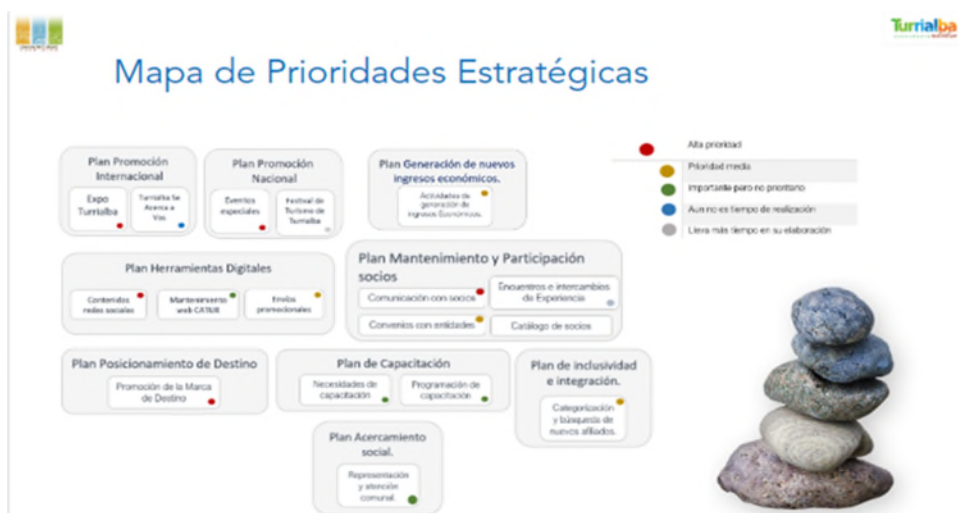 Turrialba
Mapa de Prioridades Estratégicas
Plan Promoción
Internacional
Expo
Turrialba
Turrialba Se
Acerca a
Vos
Plan Promoción
Nacional
Eventos
especiales
Festival de
Turismo de
Turrialba
Plan Generación de nuevos
ingresos económicos.
Actividades de
generación de
ingresos Económicos.
Alta prioridad
Prioridad media
Importante pero no prioritario
Aun no es tiempo de realización
Lleva más tiempo en su elaboración
Plan Herramientas Digitales
Contenidos
redes sociales
Mantenimiento
web CATUR
Envíos
promocionales
Plan Mantenimiento y Participación
socios
Comunicación con socios
Encuentros e intercambios
de Experiencia
Convenios con entidades
Catálogo de socios
Plan Posicionamiento de Destino
Promoción de la Marca
de Destino
Plan de Capacitación
Necesidades de
capacitación
Programación de
capacitación
Plan de inclusividad
e integración.
Categorización
y búsqueda de
nuevos afiliados.
Plan Acercamiento
social.
Representación
y atención
comunal.